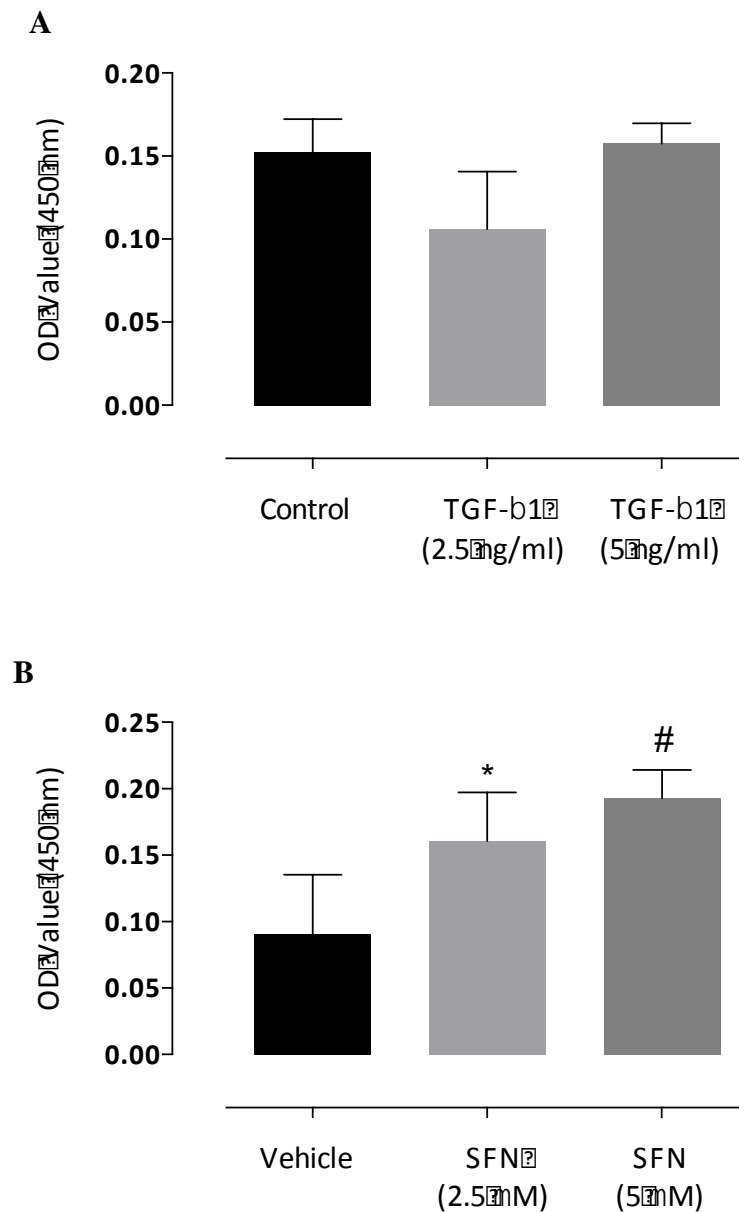 A
0.20
0.15
0.10
0.05
0.00
OD�Value�(450�nm)
Control
TGF-b1�
(2.5�ng/ml)
TGF-b1�
(5�ng/ml)
B
0.25
0.20
0.15
0.10
0.05
0.00
OD�Value�(450�nm)
*
#
Vehicle
SFN�
(2.5�mM)
SFN
(5�mM)